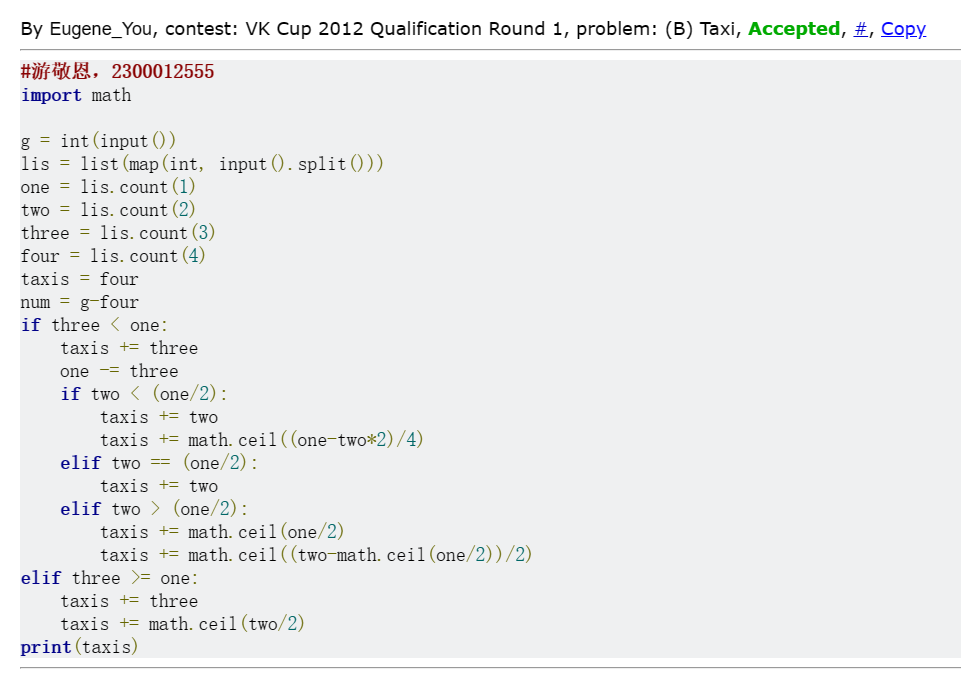 By Eugene_You, contest: VK Cup 2012 Qualification Round 1, problem: (B) Taxi, Accepted, #, Copy
#游敬恩，2300012555
import math

g = int(input())
lis = list(map(int, input().split()))
one = lis.count(1)
two = lis.count(2)
three = lis.count(3)
four = lis.count(4)
taxis = four
num = g-four
if three < one:
    taxis += three
    one -= three
    if two < (one/2):
        taxis += two
        taxis += math.ceil((one-two*2)/4)
    elif two == (one/2):
        taxis += two
    elif two > (one/2):
        taxis += math.ceil(one/2)
        taxis += math.ceil((two-math.ceil(one/2))/2)
elif three >= one:
    taxis += three
    taxis += math.ceil(two/2)
print(taxis)